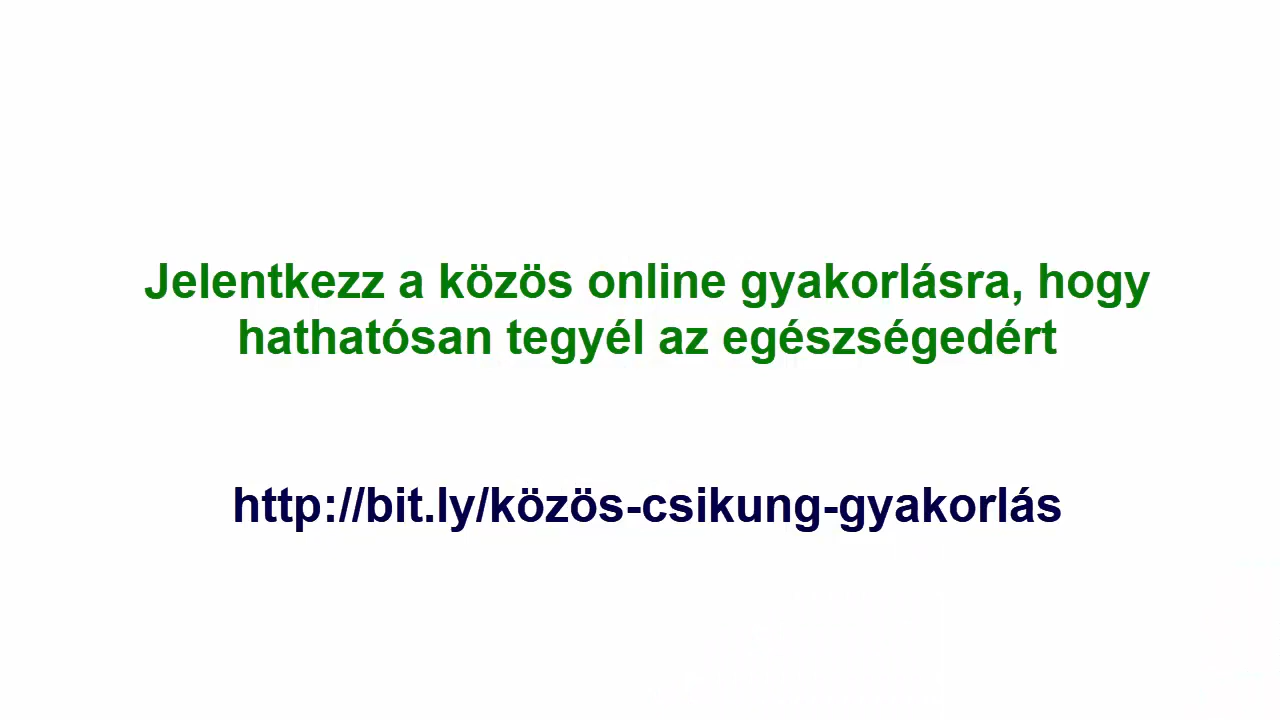 Jelentkezz a közös online gyakorlásra, hogy
hathatósan tegyél az egészségedért
http://bit.ly/közös-csikung-gyakorlás